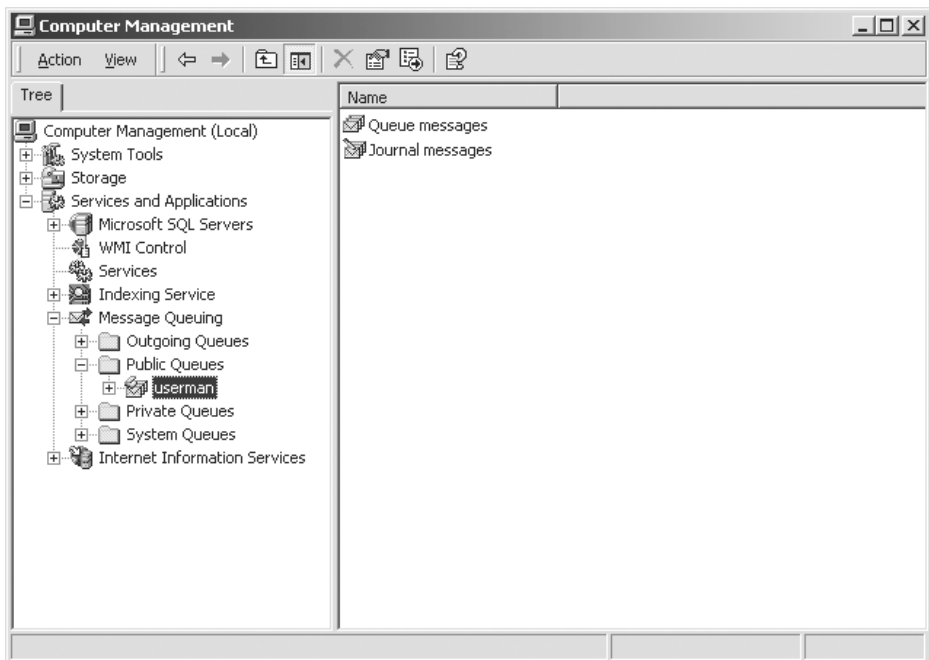 Computer Management
Action View
Tree
Name
Computer Management (Local)
System Tools
Storage
Services and Applications
Microsoft SQL Servers
WMI Control
Services
Indexing Service
Message Queuing
Outgoing Queues
Public Queues
userman
Private Queues
System Queues
Internet Information Services
Queue messages
Journal messages